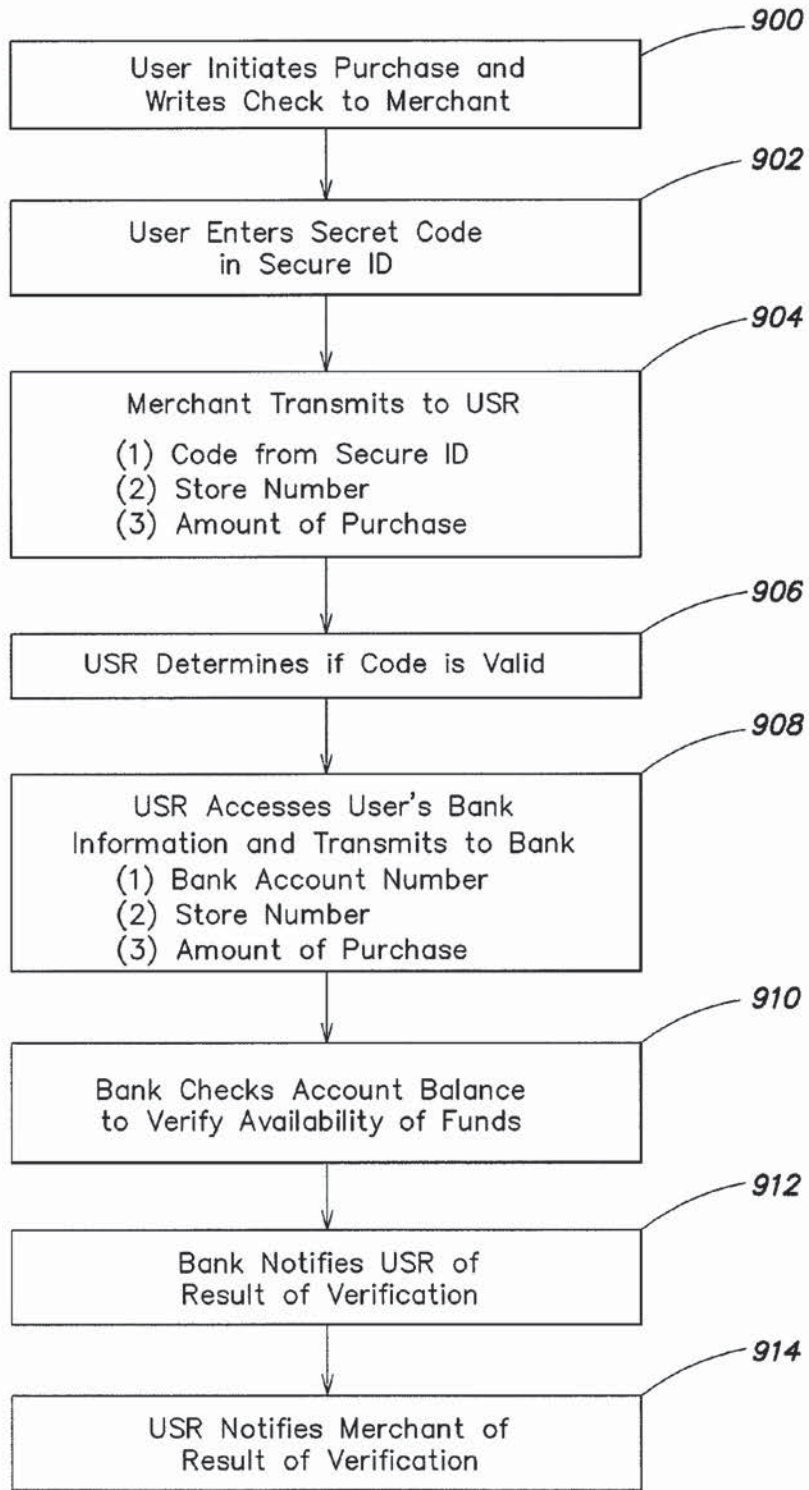 900
User Initiates Purchase and
Writes Check to Merchant
902
User Enters Secret Code
in Secure ID
904
Merchant Transmits to USR
(1) Code from Secure ID
(2) Store Number
(3) Amount of Purchase
906
USR Determines if Code is Valid
908
USR Accesses User's Bank
Information and Transmits to Bank
(1) Bank Account Number
(2) Store Number
(3) Amount of Purchase
910
Bank Checks Account Balance
to Verify Availability of Funds
912
Bank Notifies USR of
Result of Verification
914
USR Notifies Merchant of
Result of Verification